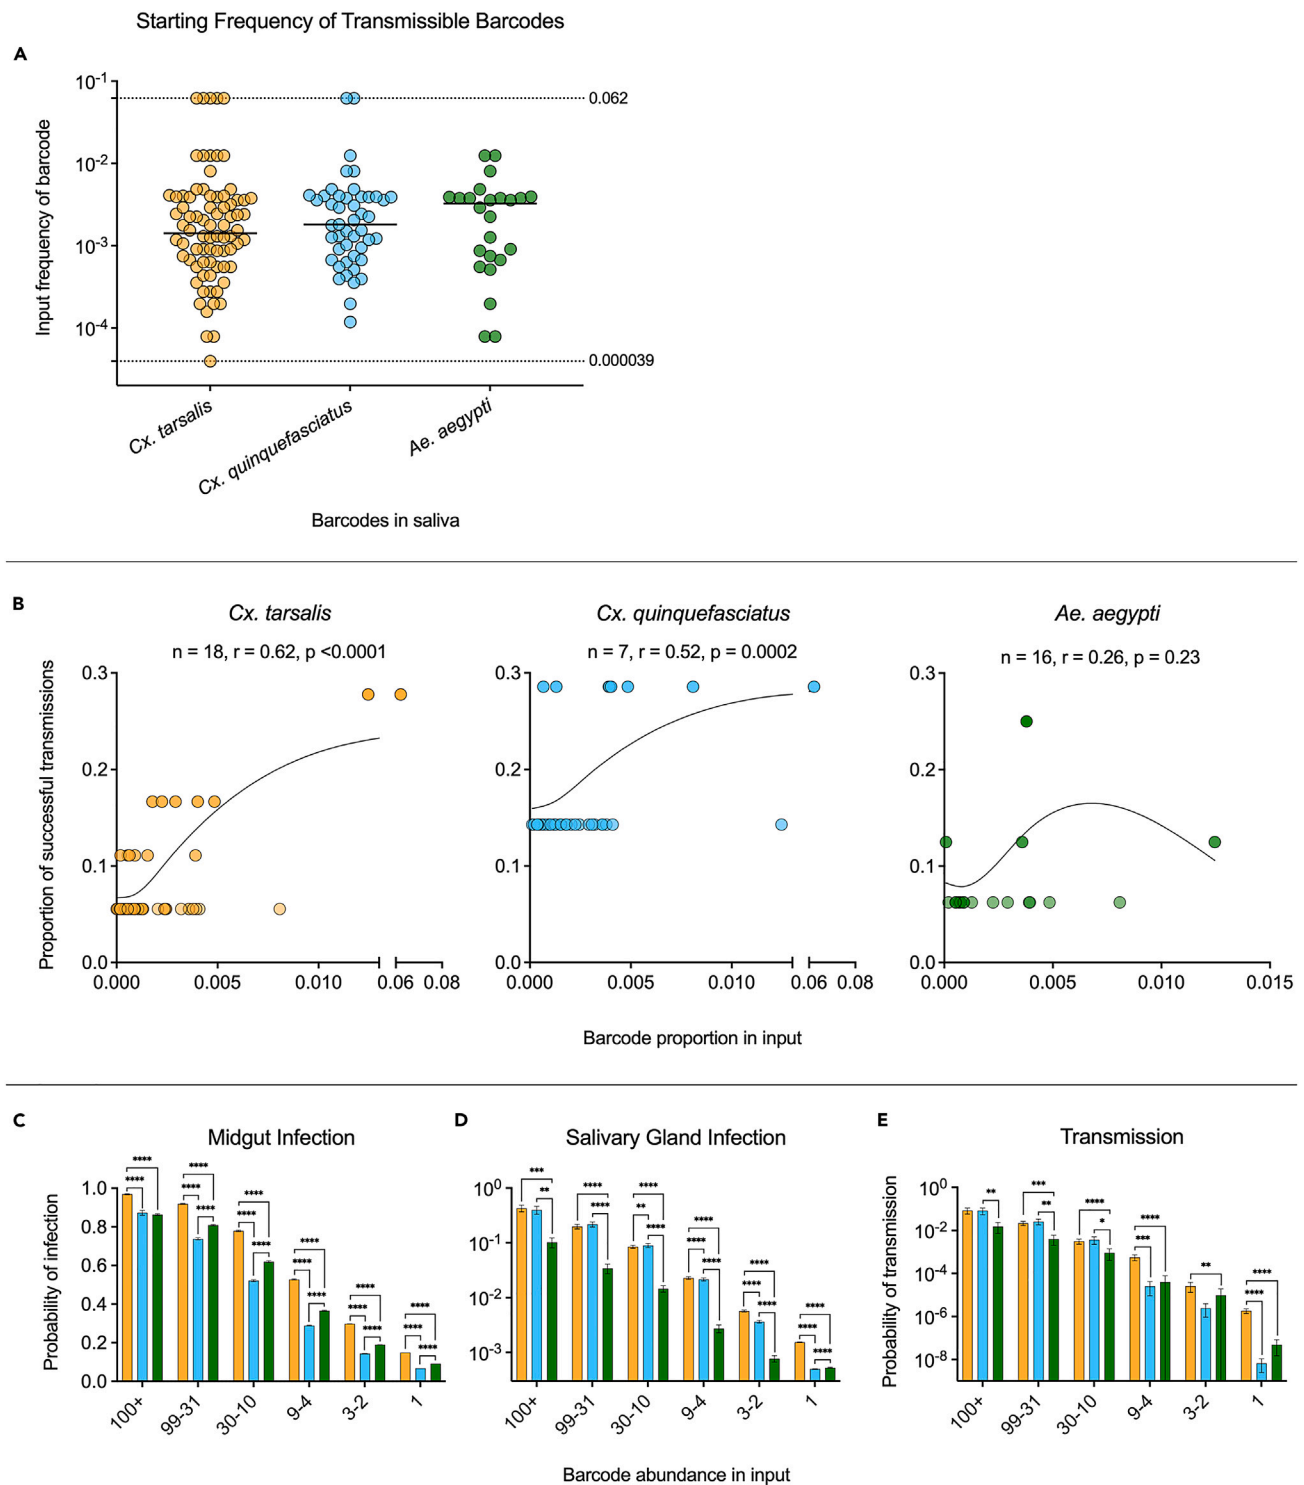 Starting Frequency of Transmissible Barcodes
A
Input frequency of barcode
10-1
10-2
10-3
10-4
0.062
0.000039
Cx. tarsalis
Cx. quinquefasciatus
Ae. aegypti
Barcodes in saliva
B
Proportion of successful transmissions
Cx. tarsalis
n = 18, r = 0.62, p <0.0001
0.3
0.2
0.1
0.0
0.000 0.005 0.010 0.06 0.08
Cx. quinquefasciatus
n = 7, r = 0.52, p = 0.0002
0.3
0.2
0.1
0.0
0.000 0.005 0.010 0.06 0.08
Ae. aegypti
n = 16, r = 0.26, p = 0.23
0.3
0.2
0.1
0.0
0.000 0.005 0.010 0.015
Barcode proportion in input
C
Midgut Infection
Probability of infection
1.0
0.8
0.6
0.4
0.2
0.0
**** **** **** **** **** **** **** **** **** **** **** **** **** **** **** **** ****
100+ 99-31 30-10 9-4 3-2 1
D
Salivary Gland Infection
100
10-1
10-2
10-3
*** ** **** **** **** ** **** **** **** **** **** **** **** **** **** ****
100+ 99-31 30-10 9-4 3-2 1
E
Transmission
Probability of transmission
100
10-2
10-4
10-6
10-8
** *** ** **** * **** *** ** **** ****
100+ 99-31 30-10 9-4 3-2 1
Barcode abundance in input